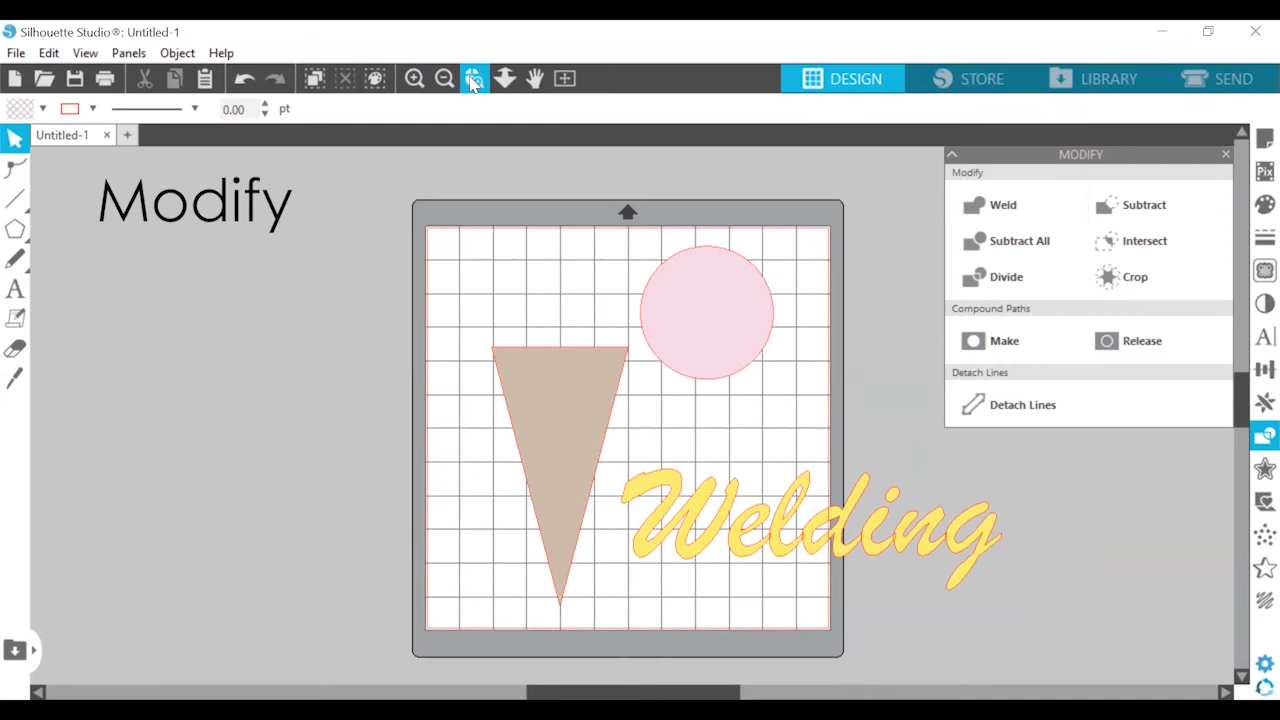 Silhouette Studio®: Untitled-1
File Edit View Panels Object Help
DESIGN STORE LIBRARY SEND
0.00 pt
Untitled-1
Modify
MODIFY
Modify
Weld Subtract
Subtract All Intersect
Divide Crop
Compound Paths
Make Release
Detach Lines
Detach Lines
Welding
A
Pix
A